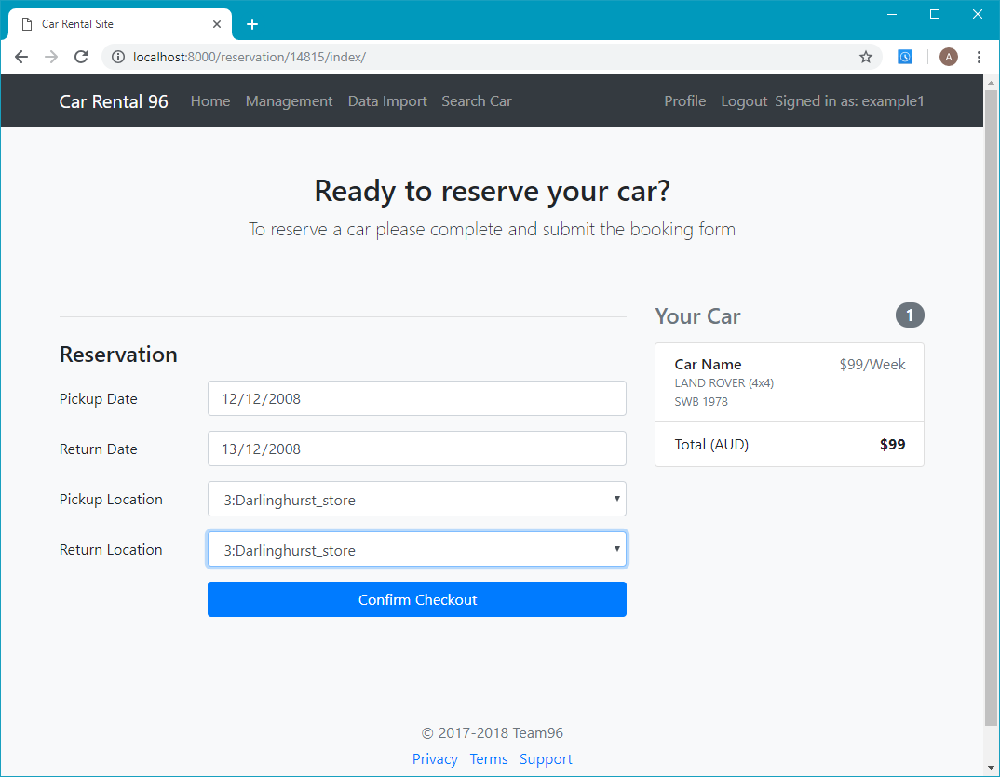 Car Rental Site
localhost:8000/reservation/14815/index/
A
Car Rental 96 Home Management Data Import Search Car Profile Logout Signed in as: example1
Ready to reserve your car?
To reserve a car please complete and submit the booking form
Your Car 1
Car Name $99/Week
LAND ROVER (4x4)
SWB 1978
Total (AUD) $99
Reservation
Pickup Date 12/12/2008
Return Date 13/12/2008
Pickup Location 3:Darlinghurst_store
Return Location 3:Darlinghurst_store
Confirm Checkout
© 2017-2018 Team96
Privacy Terms Support